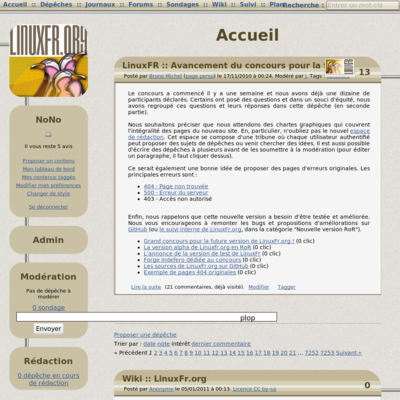 Accueil :: Dépêches :: Journaux :: Forums :: Sondages :: Wiki :: Suivi :: Plan
Recherche : Entrer un mot-clé
LINUXFR.ORG
Accueil
NoNo
il vous reste 5 avis
Proposer un contenu
Mon tableau de bord
Mes contenus taggés
Modifier mes préférences
Changer de style
Se déconnecter
Admin
Modération
Pas de dépêche à modérer
0 sondage
plop
Envoyer
Rédaction
0 dépêche en cours de rédaction
LinuxFR :: Avancement du concours pour la
13
Posté par Bruno Michel (page perso) le 17/11/2010 à 00:24. Modéré par j. Tags :
Le concours a commencé il y a une semaine et nous avons déjà une dizaine de
participants déclarés. Certains ont posé des questions et dans un souci d'équité, nous
avons regroupé ces questions et leurs réponses dans cette dépêche (en seconde
partie).
Nous souhaitons préciser que nous attendons des chartes graphiques qui couvrent
l'intégralité des pages du nouveau site. En, particulier, n'oubliez pas le nouvel espace
de rédaction. Cet espace se compose d'une tribune où chaque utilisateur authentifié
peut proposer des sujets de dépêches ou venir chercher des idées. Il est aussi possible
d'écrire des dépêches à plusieurs avant de les soumettre à la modération (pour éditer
un paragraphe, il faut cliquer dessus).
Ce serait également une bonne idée de proposer des pages d'erreurs originales. Les
principales erreurs sont :
404 - Page non trouvée
500 - Erreur du serveur
403 - Accès non autorisé
Enfin, nous rappelons que cette nouvelle version a besoin d'être testée et améliorée.
Nous vous encourageons à remonter les bugs et propositions d'améliorations sur
GitHub (ou le suivi interne de LinuxFr.org, dans la catégorie "Nouvelle version RoR").
Grand concours pour la future version de LinuxFr.org ! (0 clic)
La version alpha de LinuxFr.org en RoR (0 clic)
L'annonce de la version de test de LinuxFr (0 clic)
Forge Indefero dédiée au concours (0 clic)
Les sources de LinuxFr.org sur GitHub (0 clic)
Exemple de pages 404 originales (0 clic)
Lire la suite (21 commentaires, déjà visité). Modifier Tagger
Proposer une dépêche
Trier par : date note intérêt dernier commentaire
« Précédent 1 2 3 4 5 6 7 8 9 10 11 12 13 14 15 16 17 18 19 20 21 … 7252 7253 Suivant »
Wiki :: LinuxFr.org
0
Posté par Anonyme le 05/01/2011 à 00:13. Licence CC by-sa